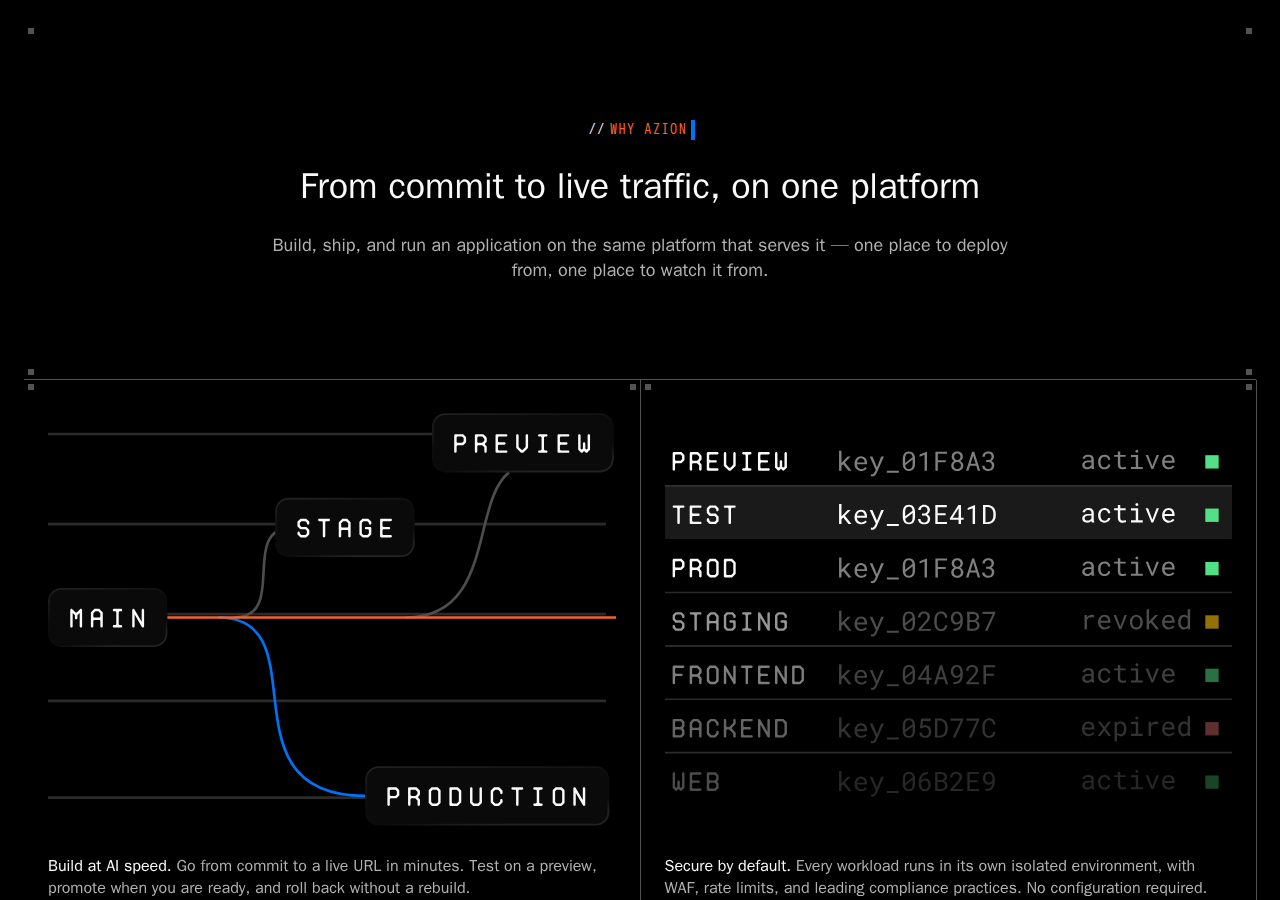 // WHY AZION
From commit to live traffic, on one platform
Build, ship, and run an application on the same platform that serves it — one place to deploy
from, one place to watch it from.
PREVIEW
STAGE
MAIN
PRODUCTION
Build at AI speed. Go from commit to a live URL in minutes. Test on a preview,
promote when you are ready, and roll back without a rebuild.
PREVIEW key_01F8A3 active
TEST key_03E41D active
PROD key_01F8A3 active
STAGING key_02C9B7 revoked
FRONTEND key_04A92F active
BACKEND key_05D77C expired
WEB key_06B2E9 active
Secure by default. Every workload runs in its own isolated environment, with
WAF, rate limits, and leading compliance practices. No configuration required.